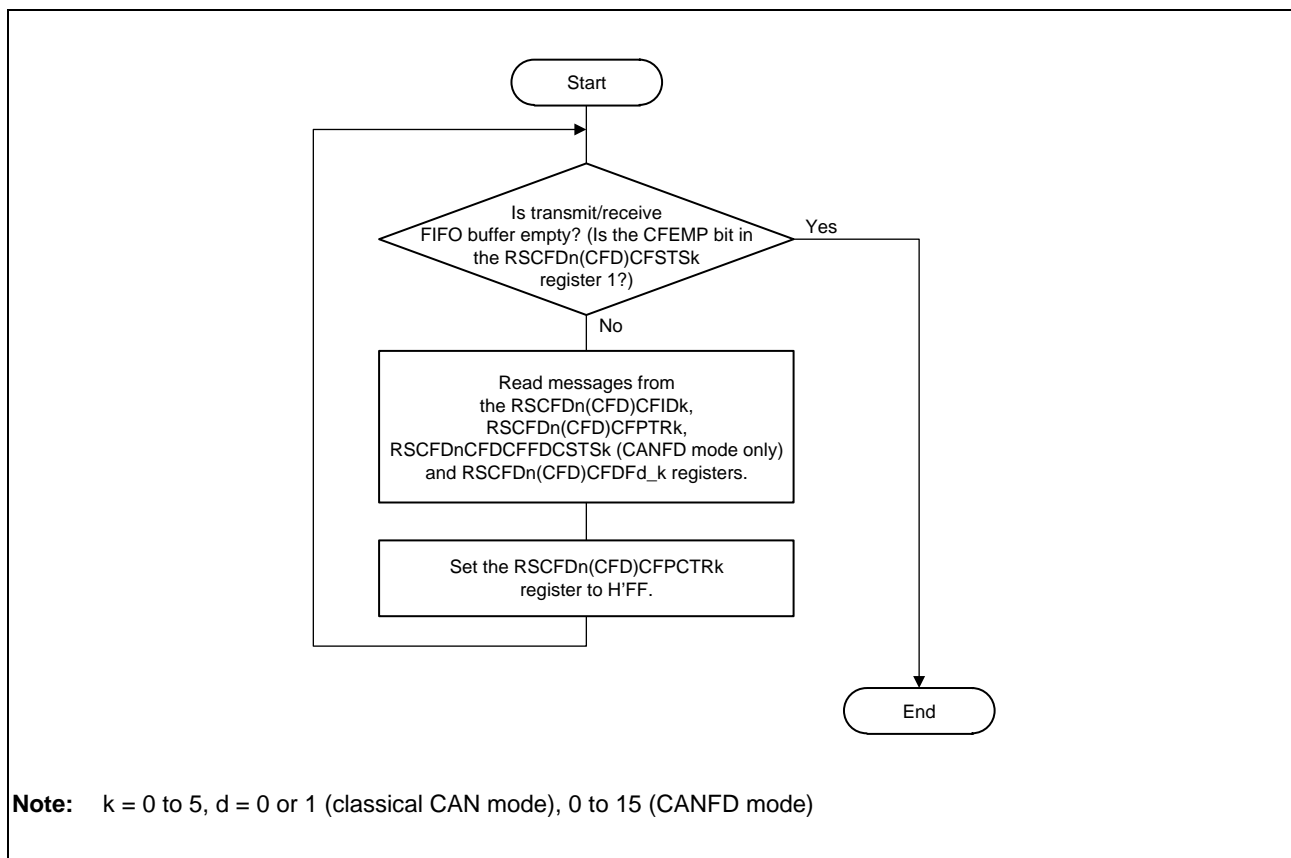 Start
Is transmit/receive
FIFO buffer empty? (Is the CFEMP bit in
the RSCFDn(CFD)CFSTSk
register 1?)
Yes
No
Read messages from
the RSCFDn(CFD)CFIDk,
RSCFDn(CFD)CFPTRk,
RSCFDnCFDCFFDCSTSk (CANFD mode only)
and RSCFDn(CFD)CFDFd_k registers.
Set the RSCFDn(CFD)CFPCTRk
register to H'FF.
End
Note: k = 0 to 5, d = 0 or 1 (classical CAN mode), 0 to 15 (CANFD mode)